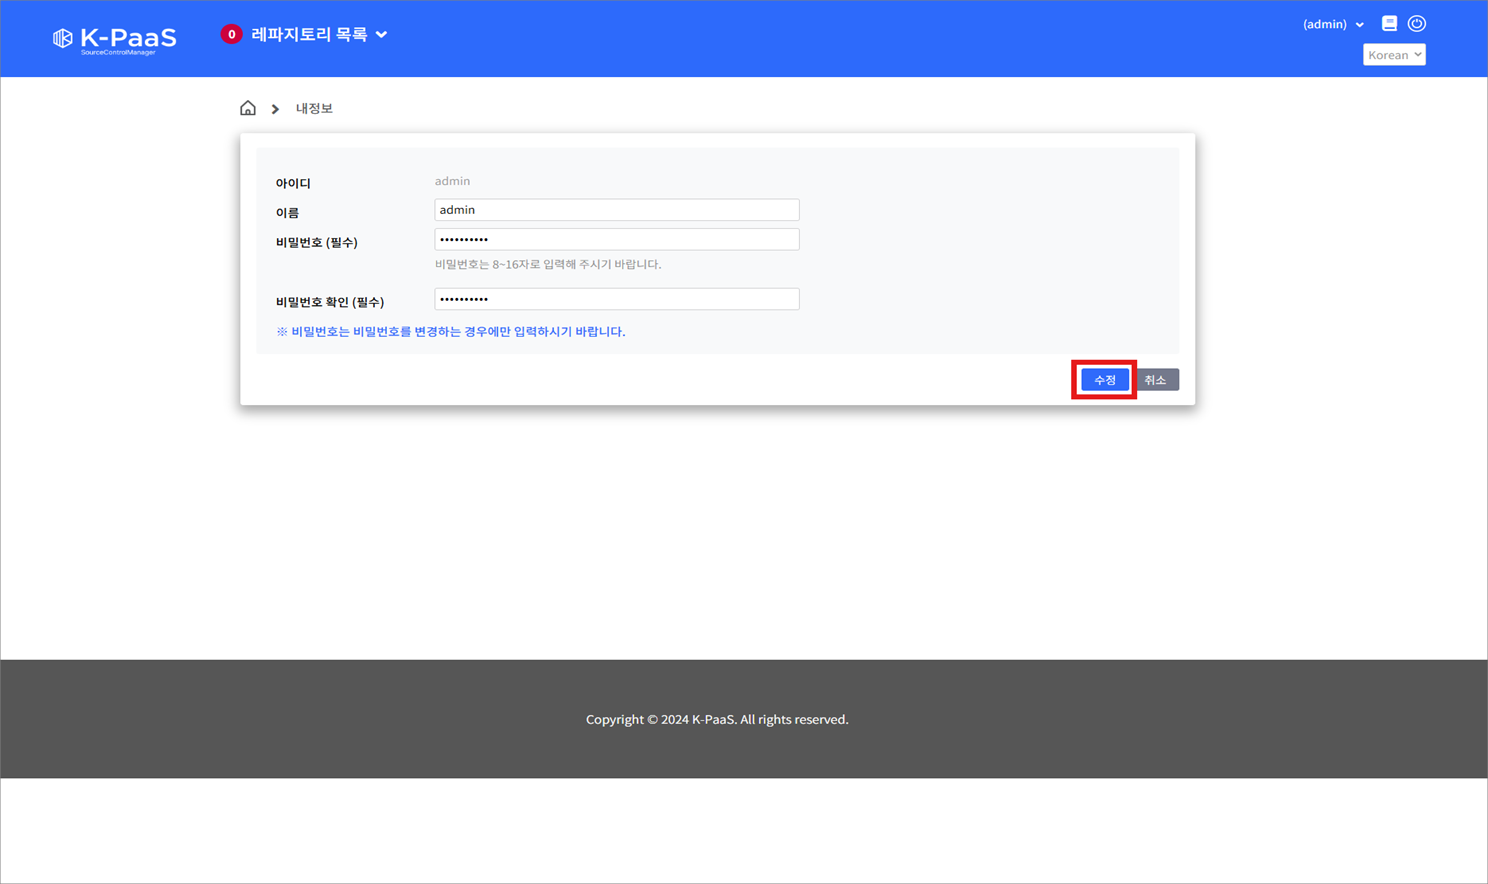 K-PaaS
SourceControlManager
0 레파지토리 목록
(admin)
Korean
내정보
아이디 admin
이름 admin
비밀번호 (필수) ••••••••••
비밀번호는 8~16자로 입력해 주시기 바랍니다.
비밀번호 확인 (필수) ••••••••••
※ 비밀번호는 비밀번호를 변경하는 경우에만 입력하시기 바랍니다.
수정 취소
Copyright © 2024 K-PaaS. All rights reserved.